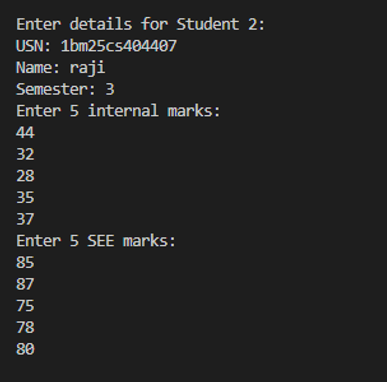 Enter details for Student 2:
USN: 1bm25cs404407
Name: raji
Semester: 3
Enter 5 internal marks:
44
32
28
35
37
Enter 5 SEE marks:
85
87
75
78
80